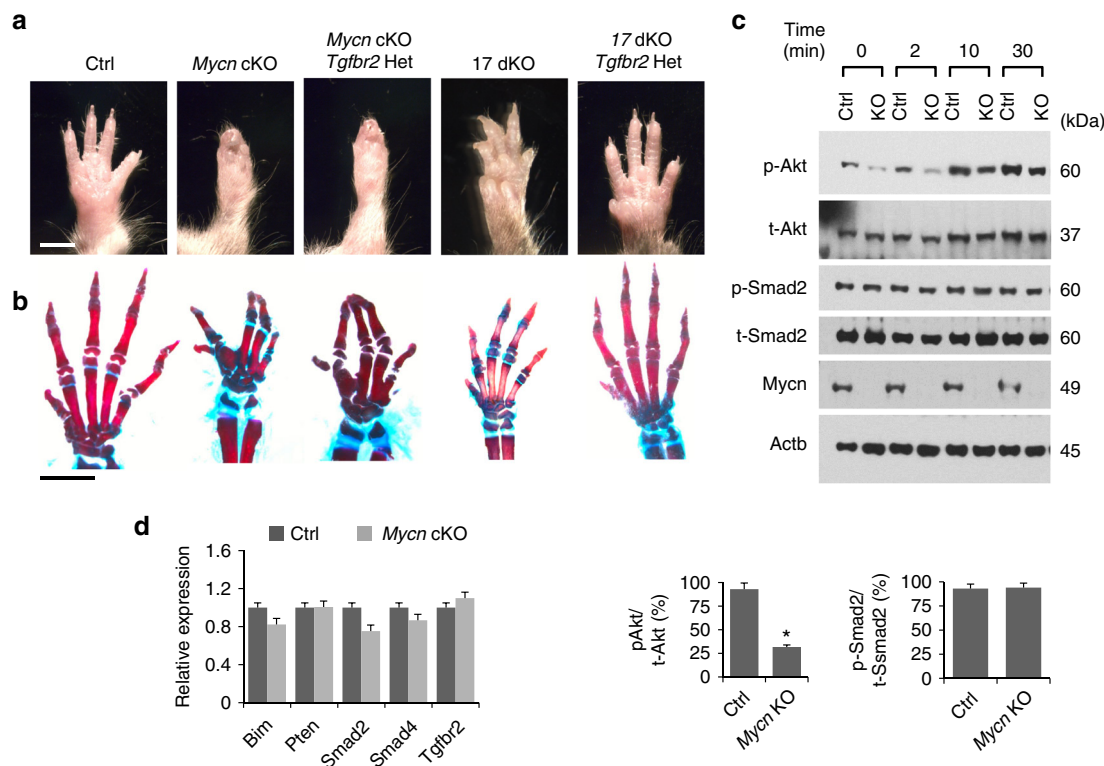 a
Ctrl
Mycn cKO
Mycn cKO
Tgfbr2 Het
17 dKO
17 dKO
Tgfbr2 Het
b
c
Time
(min)
0
2
10
30
Ctrl
KO
Ctrl
KO
Ctrl
KO
Ctrl
KO
(kDa)
p-Akt
60
t-Akt
37
p-Smad2
60
t-Smad2
60
Mycn
49
Actb
45
d
Ctrl
Mycn cKO
Relative expression
1.6
1.2
0.8
0.4
0
Bim
Pten
Smad2
Smad4
Tgfbr2
pAkt/
t-Akt (%)
100
75
50
25
0
*
Ctrl
Mycn KO
p-Smad2/
t-Ssmad2 (%)
100
75
50
25
0
Ctrl
Mycn KO